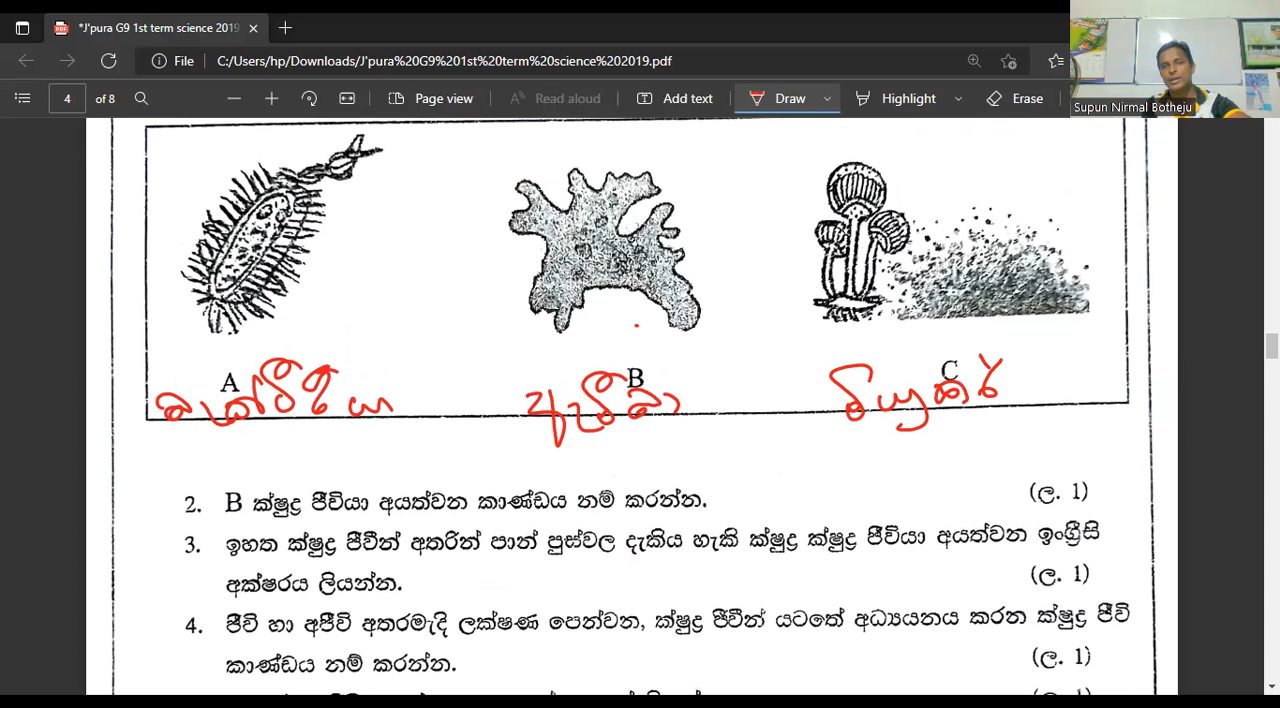 *J'pura G9 1st term science 2019
File C:/Users/hp/Downloads/J'pura%20G9%201st%20term%20science%202019.pdf
4 of 8 Page view Read aloud Add text Draw Highlight Erase
Supun Nirmal Botheju
A B C
බැක්ටීරියා ඇමීබා මියුකර්
2. B ක්ෂුද්‍ර ජීවියා අයත්වන කාණ්ඩය නම් කරන්න. (ල. 1)
3. ඉහත ක්ෂුද්‍ර ජීවීන් අතරින් පාන් පුස්වල දැකිය හැකි ක්ෂුද්‍ර ක්ෂුද්‍ර ජීවියා අයත්වන ඉංග්‍රීසි
අක්ෂරය ලියන්න. (ල. 1)
4. ජීවි හා අජීවි අතරමැදි ලක්ෂණ පෙන්වන, ක්ෂුද්‍ර ජීවීන් යටතේ අධ්‍යයනය කරන ක්ෂුද්‍ර ජීවි
කාණ්ඩය නම් කරන්න. (ල. 1)